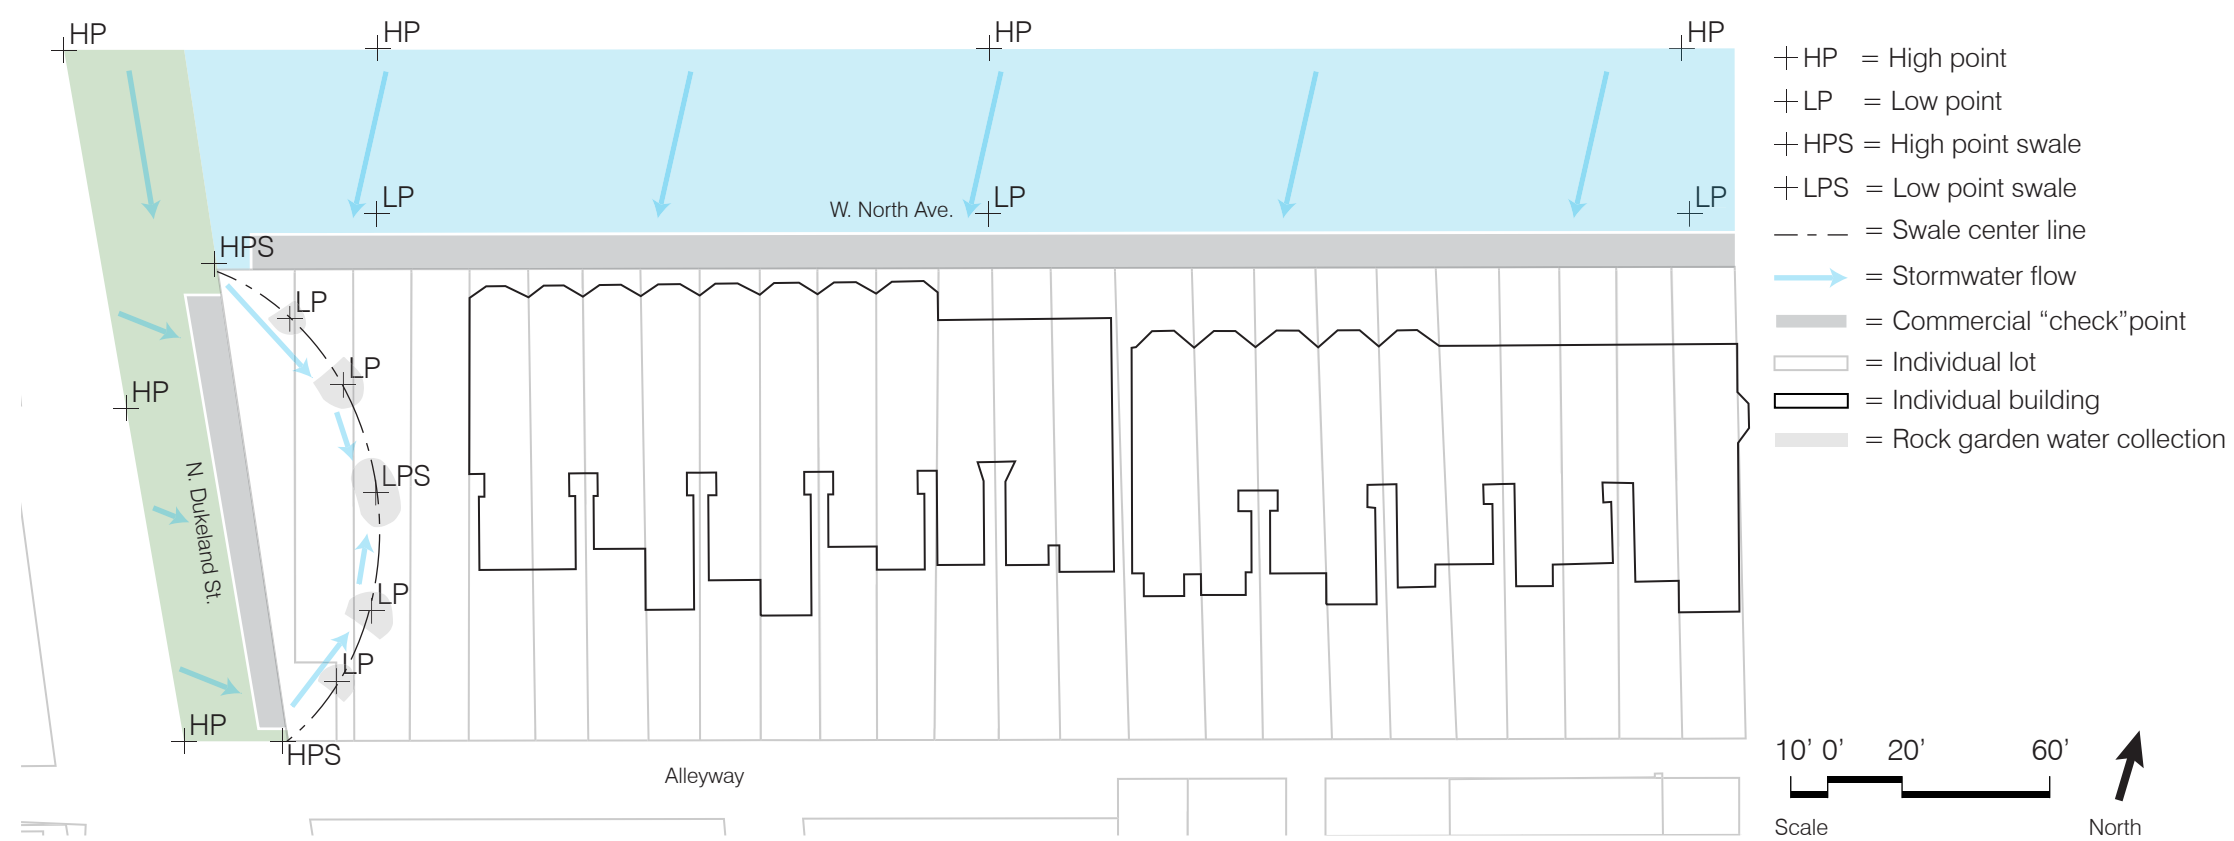 HP
HP
HP
HP
LP
W. North Ave.
LP
LP
HPS
LP
LP
HP
LPS
N. Dukeland St.
LP
LP
HP
HPS
Alleyway
HP = High point
LP = Low point
HPS = High point swale
LPS = Low point swale
= Swale center line
= Stormwater flow
= Commercial “check”point
= Individual lot
= Individual building
= Rock garden water collection
10’ 0’ 20’ 60’
Scale
North